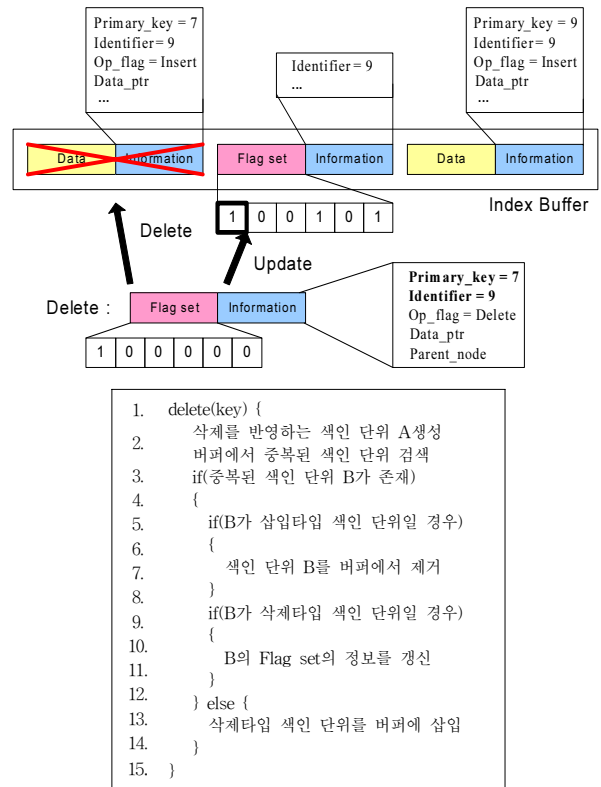 Primary_key = 7
Identifier= 9
Op_flag = Insert
Data_ptr
...
Identifier= 9
...
Primary_key = 9
Identifier= 9
Op_flag = Insert
Data_ptr
...
Data Information
Flag set Information
Data Information
Index Buffer
1 0 0 1 0 1
Delete
Update
Delete : Flag set Information
1 0 0 0 0 0
Primary_key = 7
Identifier = 9
Op_flag = Delete
Data_ptr
Parent_node
1. delete(key) {
2. 삭제를 반영하는 색인 단위 A생성
버퍼에서 중복된 색인 단위 검색
3. if(중복된 색인 단위 B가 존재)
4. {
5. if(B가 삽입타입 색인 단위일 경우)
6. {
7. 색인 단위 B를 버퍼에서 제거
8. }
9. if(B가 삭제타입 색인 단위일 경우)
10. {
11. B의 Flag set의 정보를 갱신
}
12. } else {
13. 삭제타입 색인 단위를 버퍼에 삽입
14. }
15. }